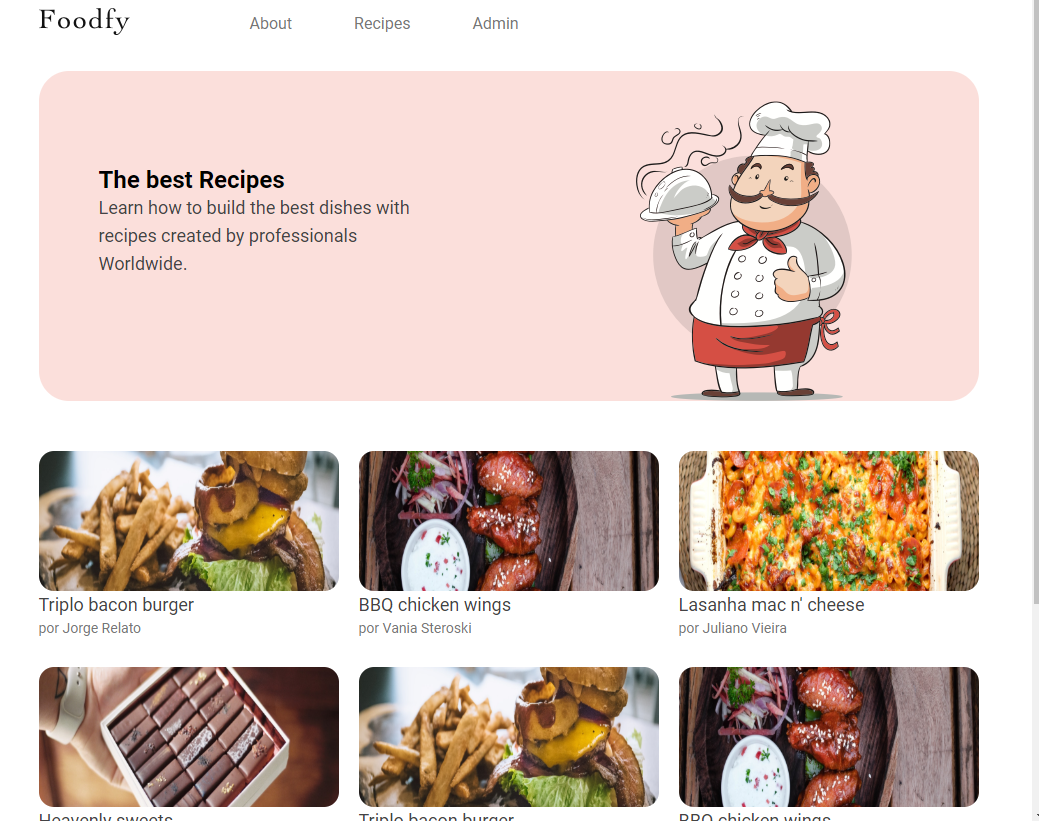 Foodfy
About
Recipes
Admin
The best Recipes
Learn how to build the best dishes with
recipes created by professionals
Worldwide.
Triplo bacon burger
BBQ chicken wings
Lasanha mac n' cheese
por Jorge Relato
por Vania Steroski
por Juliano Vieira
Heavenly sweets
Triplo bacon burger
BBQ chicken wings